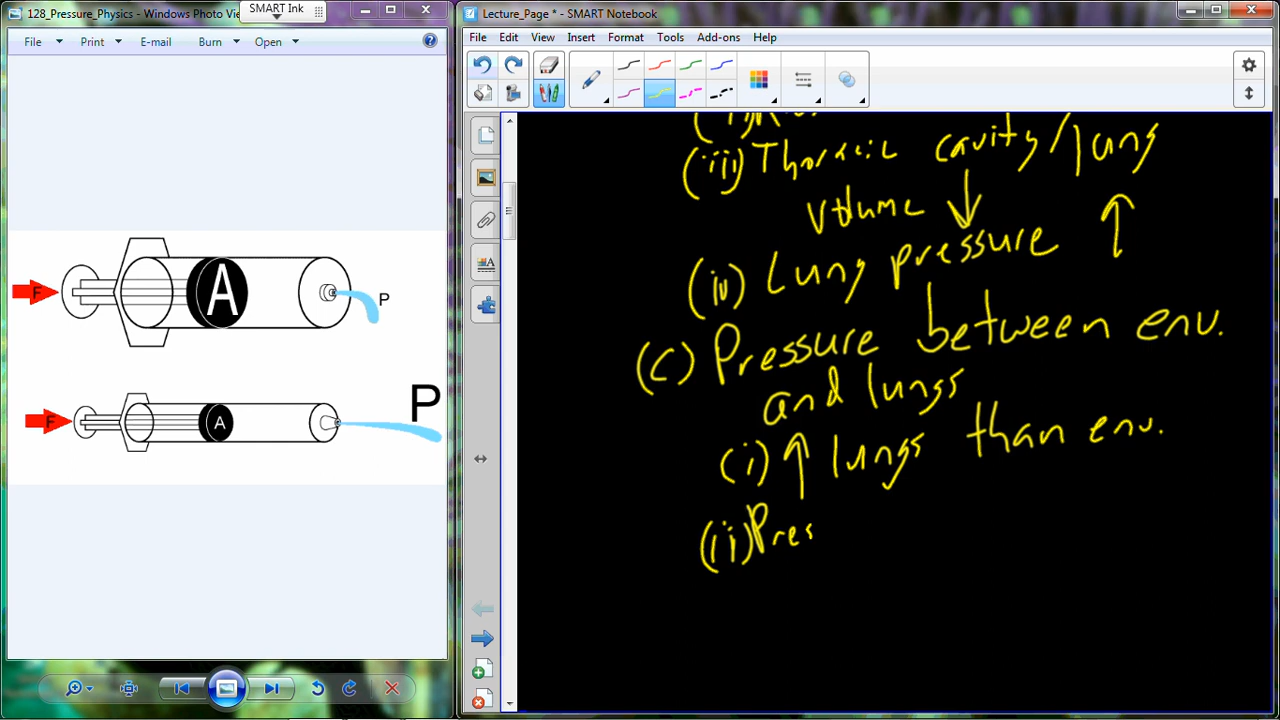 128_Pressure_Physics - Windows Photo Vie
SMART Ink
File Print E-mail Burn Open
F A P
F A P
Lecture_Page * - SMART Notebook
File Edit View Insert Format Tools Add-ons Help
(iii) Thoracic cavity/lung
volume ↓
(iv) Lung pressure ↑
(c) Pressure between env.
and lungs
(i) ↑ lungs than env.
(ii) Pres